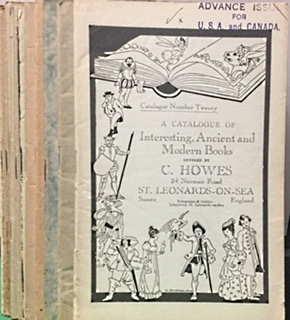 ADVANCE ISSUE
FOR
U.S.A. and CANADA.
Catalogue Number Twenty
A CATALOGUE OF
Interesting, Ancient and
Modern Books
OFFERED BY
C. HOWES
24 Norman Road
ST. LEONARDS-ON-SEA
Sussex England